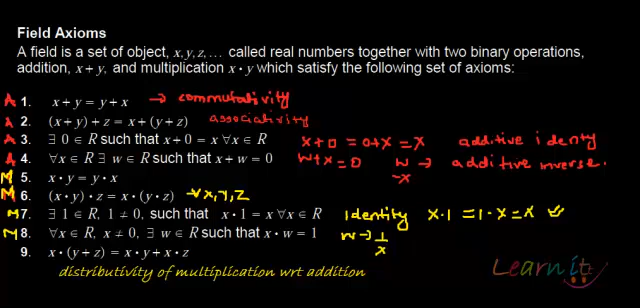 Field Axioms
A field is a set of object, x, y, z, ... called real numbers together with two binary operations,
addition, x + y, and multiplication x • y which satisfy the following set of axioms:
A 1. x + y = y + x → commutativity
A 2. (x + y) + z = x + (y + z) associativity
A 3. ∃ 0 ∈ R such that x + 0 = x ∀x ∈ R x+0 = 0+x = x additive identy
A 4. ∀x ∈ R ∃ w ∈ R such that x + w = 0 w+x = 0 w → additive inverse.
-x
M 5. x • y = y • x
M 6. (x • y) • z = x • (y • z) ∀ x, y, z
M 7. ∃ 1 ∈ R, 1 ≠ 0, such that x • 1 = x ∀x ∈ R Identity x·1 = 1·x = x
M 8. ∀x ∈ R, x ≠ 0, ∃ w ∈ R such that x • w = 1 w → 1/x
9. x • (y + z) = x • y + x • z
distributivity of multiplication wrt addition
Learn it